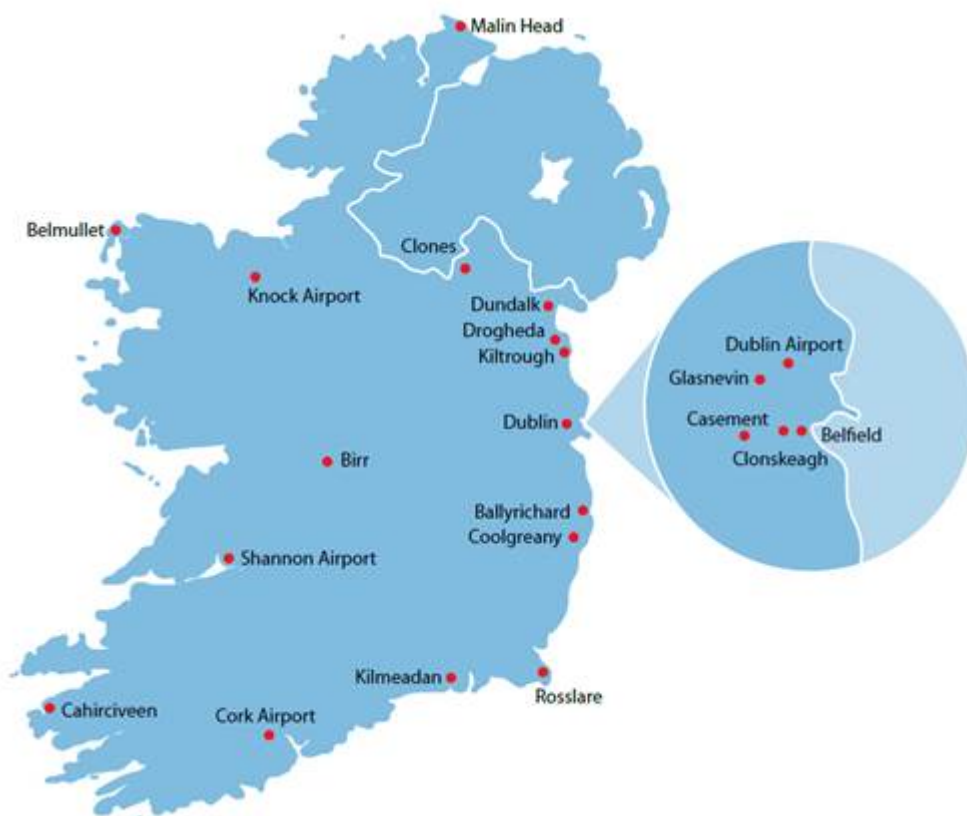 Malin Head
Belmullet
Clones
Knock Airport
Dundalk
Drogheda
Kiltrough
Dublin Airport
Glasnevin
Dublin
Casement
Belfield
Clonskeagh
Birr
Ballyrichard
Coolgreany
Shannon Airport
Kilmeadan
Rosslare
Cahirciveen
Cork Airport